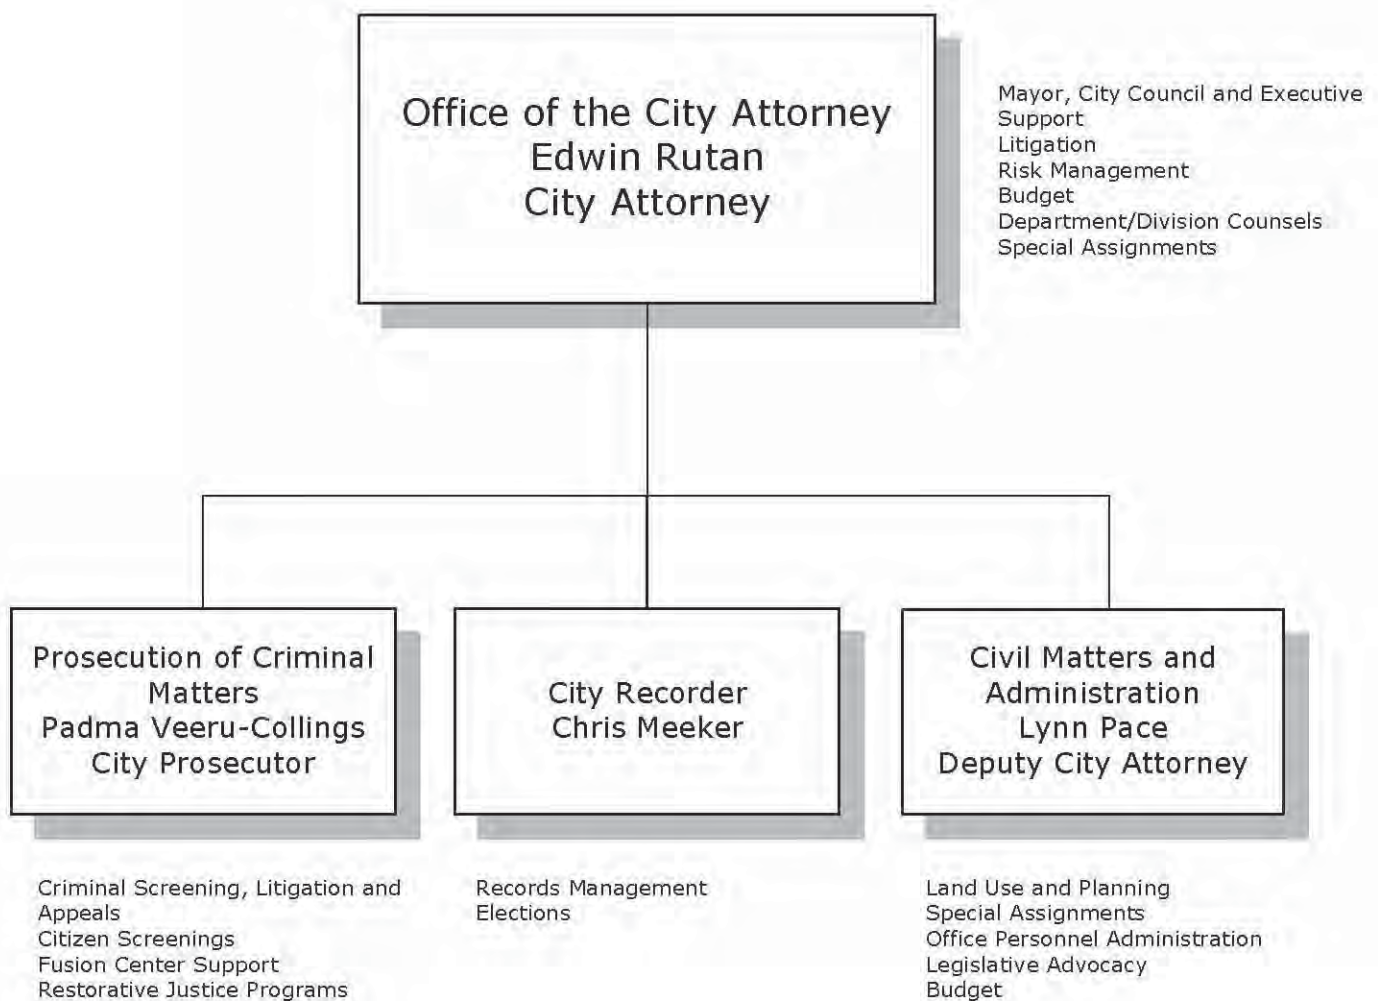 Office of the City Attorney
Edwin Rutan
City Attorney
Mayor, City Council and Executive
Support
Litigation
Risk Management
Budget
Department/Division Counsels
Special Assignments
Prosecution of Criminal
Matters
Padma Veeru-Collings
City Prosecutor
City Recorder
Chris Meeker
Civil Matters and
Administration
Lynn Pace
Deputy City Attorney
Criminal Screening, Litigation and
Appeals
Citizen Screenings
Fusion Center Support
Restorative Justice Programs
Records Management
Elections
Land Use and Planning
Special Assignments
Office Personnel Administration
Legislative Advocacy
Budget